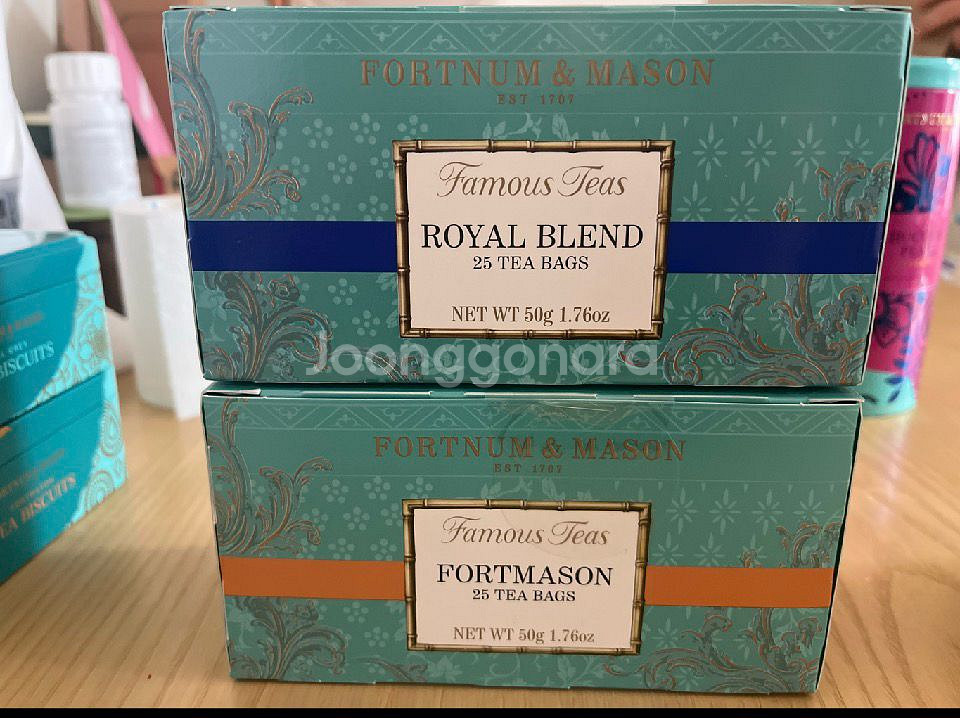 FORTNUM & MASON
EST 1707
Famous Teas
ROYAL BLEND
25 TEA BAGS
NET WT 50g 1.76oz
Joonggonara
FORTNUM & MASON
EST 1707
Famous Teas
FORTMASON
25 TEA BAGS
NET WT 50g 1.76oz
BISCUITS
TEA BISCUITS